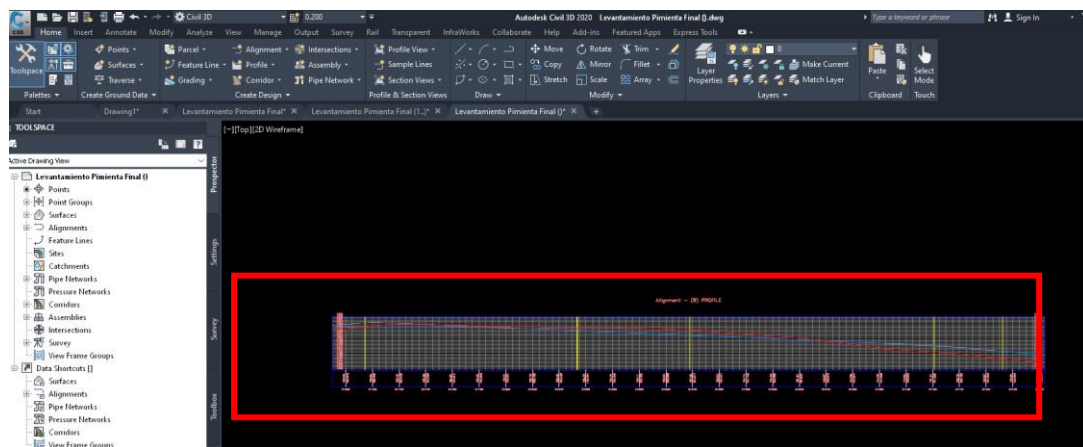 C3D Civil 3D 0.200 Autodesk Civil 3D 2020 Levantamiento Pimienta Final ().dwg Type a keyword or phrase Sign In
Home Insert Annotate Modify Analyze View Manage Output Survey Rail Transparent InfraWorks Collaborate Help Add-ins Featured Apps Express Tools
Points Parcel Alignment Intersections Profile View Move Rotate Trim 0
Surfaces Feature Line Profile Assembly Sample Lines Copy Mirror Fillet Make Current
Traverse Grading Corridor Pipe Network Section Views Stretch Scale Array Match Layer
Toolspace Layer Properties Paste Select Mode
Palettes Create Ground Data Create Design Profile & Section Views Draw Modify Layers Clipboard Touch
Start Drawing1* Levantamiento Pimienta Final* Levantamiento Pimienta Final (1..)* Levantamiento Pimienta Final ()*
TOOLSPACE
[−][Top][2D Wireframe]
Active Drawing View
Levantamiento Pimienta Final ()
Points
Point Groups
Surfaces
Alignments
Feature Lines
Sites
Catchments
Pipe Networks
Pressure Networks
Corridors
Assemblies
Intersections
Survey
View Frame Groups
Data Shortcuts []
Surfaces
Alignments
Pipe Networks
Pressure Networks
Corridors
View Frame Groups
Prospector
Settings
Survey
Toolbox
PROFILE